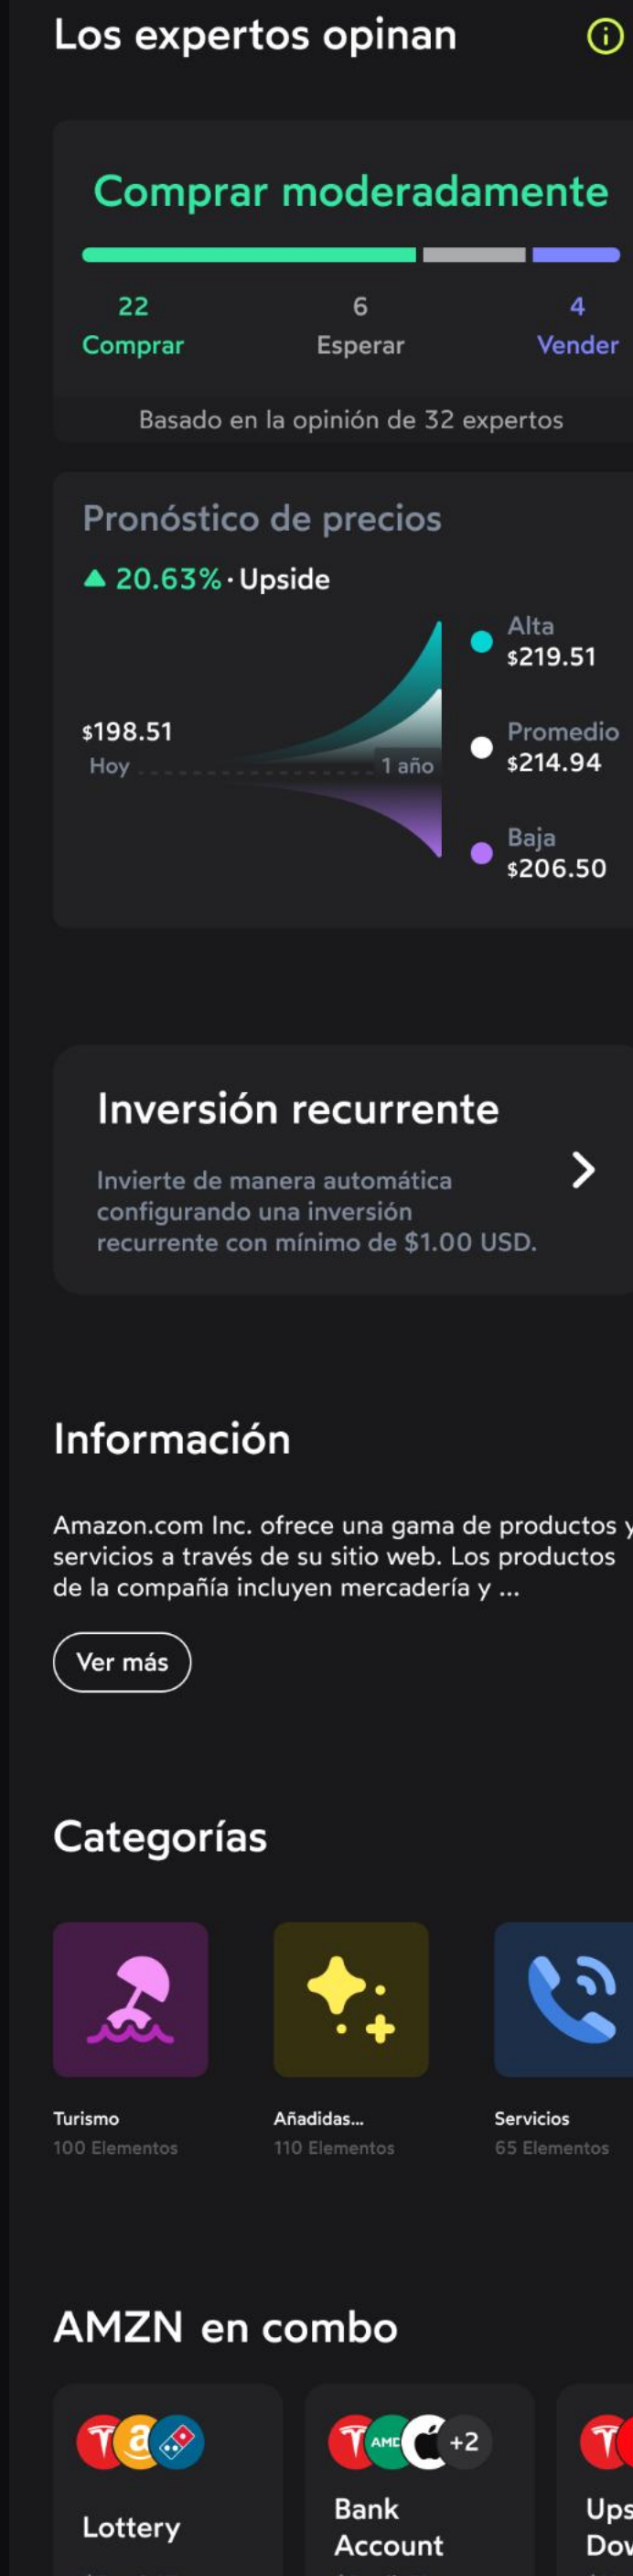 Los expertos opinan
Comprar moderadamente
22 6 4
Comprar Esperar Vender
Basado en la opinión de 32 expertos
Pronóstico de precios
20.63% · Upside
Alta
$219.51
$198.51
Hoy
1 año
Promedio
$214.94
Baja
$206.50
Inversión recurrente
Invierte de manera automática
configurando una inversión
recurrente con mínimo de $1.00 USD.
Información
Amazon.com Inc. ofrece una gama de productos y
servicios a través de su sitio web. Los productos
de la compañía incluyen mercadería y ...
Ver más
Categorías
Turismo Añadidas... Servicios
100 Elementos 110 Elementos 65 Elementos
AMZN en combo
AMD
+2
Lottery
Bank
Account
Ups